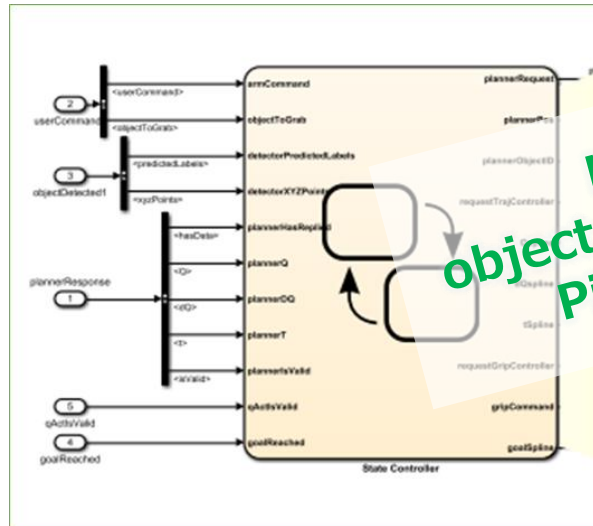 armCommand
plannerRequest
<userCommand>
2
userCommand
objectToGrab
plannerPos
<objectToGrab>
detectorPredictedLabels
plannerObjectID
<predictedLabels>
3
objectDetected1
detectorXYZPoints
requestTrajController
<xyzPoints>
plannerHasReplied
<hasData>
object
plannerQ
<Q>
Pi
plannerResponse
1
plannerDQ
<dQ>
plannerT
tSpline
<t>
plannerIsValid
requestGripController
<isValid>
5
qActIsValid
gripCommand
4
goalReached
goalReached
goalSpline
State Controller